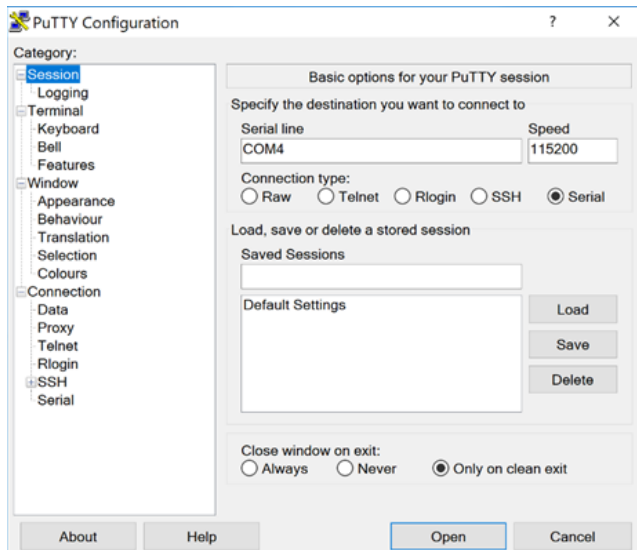 PuTTY Configuration ? ×
Category:
Session
Logging
Terminal
Keyboard
Bell
Features
Window
Appearance
Behaviour
Translation
Selection
Colours
Connection
Data
Proxy
Telnet
Rlogin
SSH
Serial
Basic options for your PuTTY session
Specify the destination you want to connect to
Serial line Speed
COM4 115200
Connection type:
Raw Telnet Rlogin SSH Serial
Load, save or delete a stored session
Saved Sessions
Default Settings
Load
Save
Delete
Close window on exit:
Always Never Only on clean exit
About Help Open Cancel